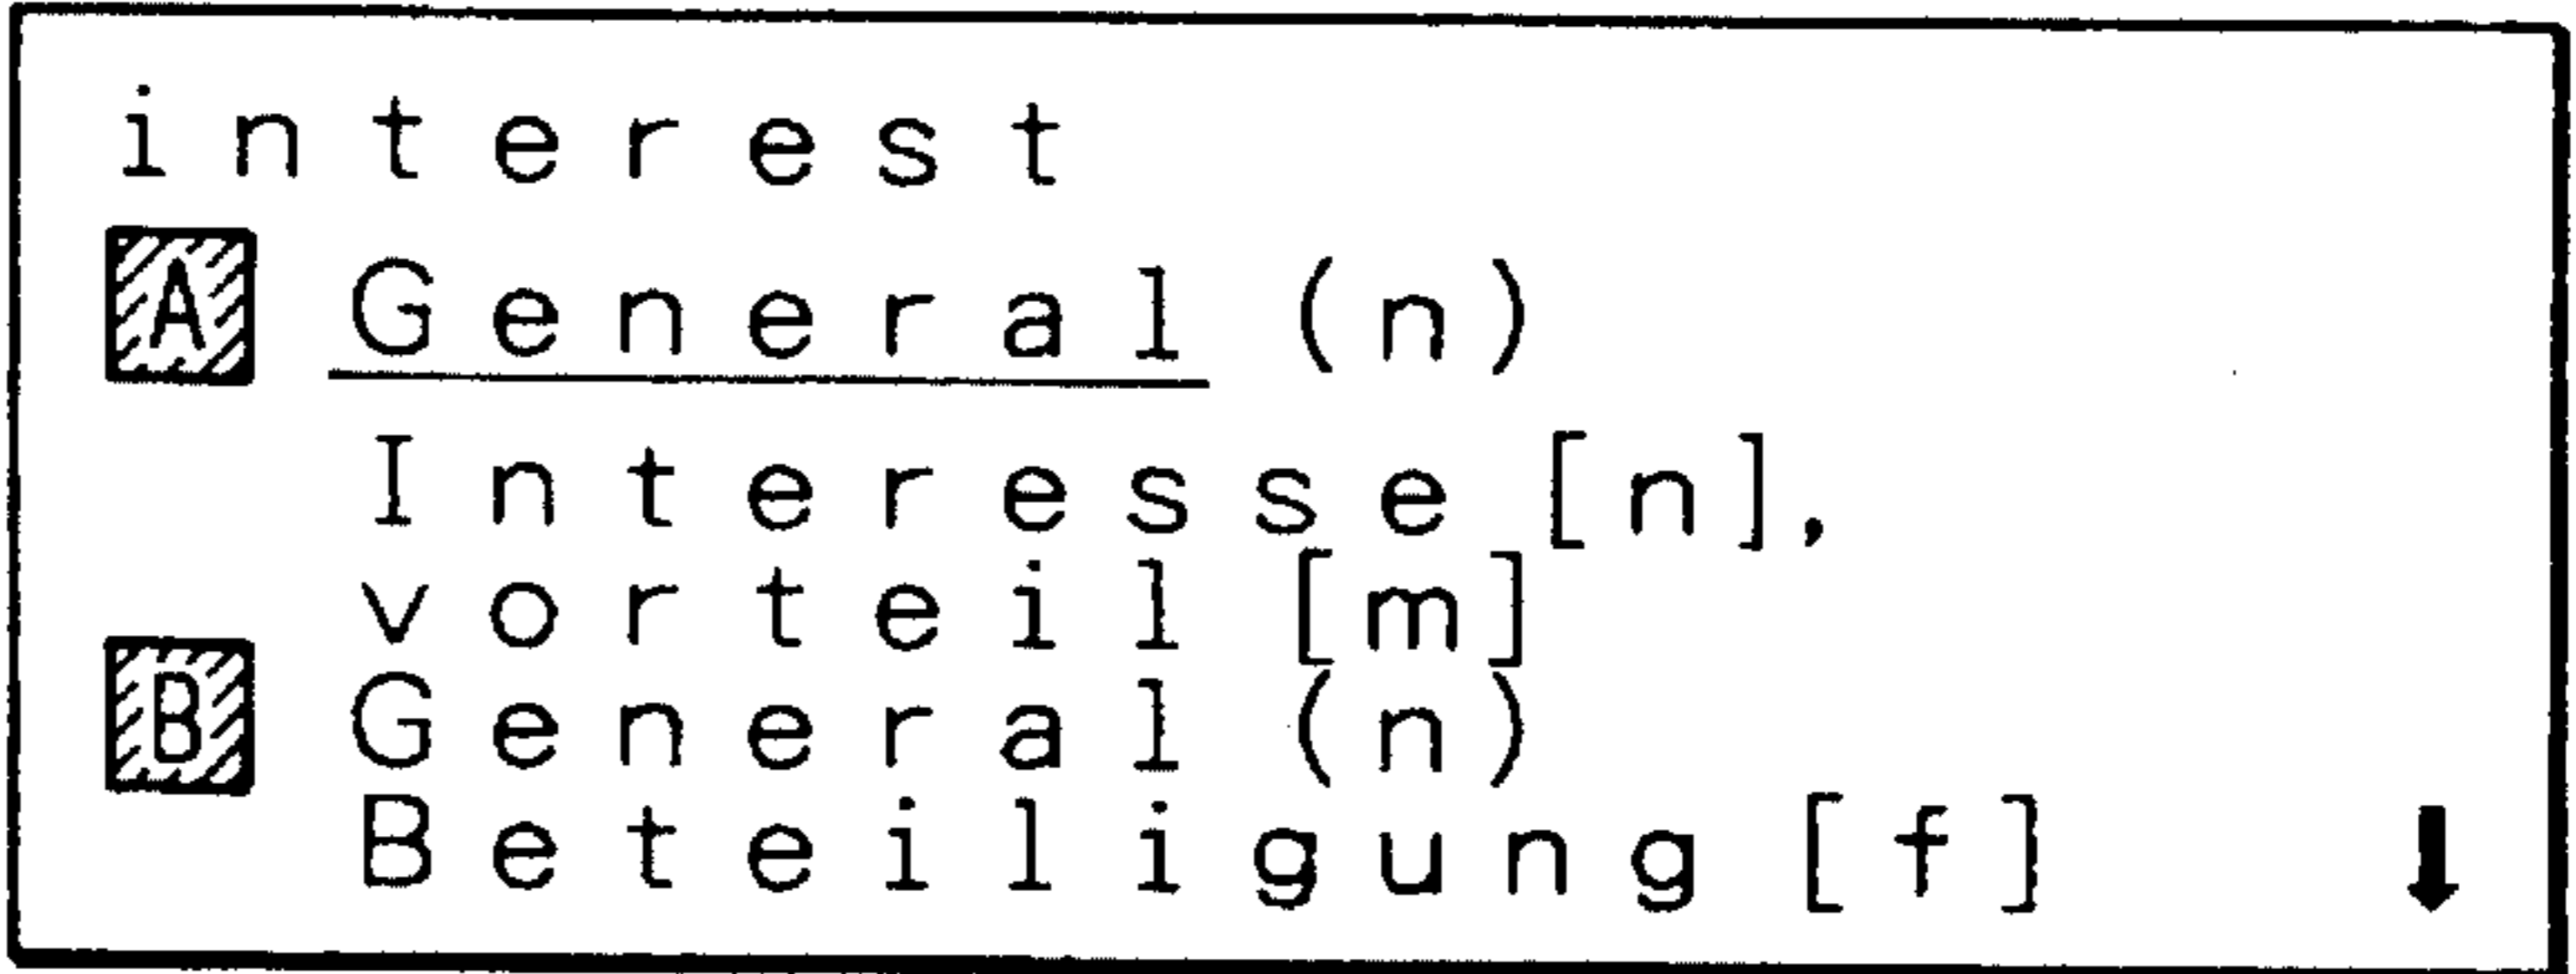 interest
A General (n)
Interesse [n],
vorteil [m]
B General (n)
Beteiligung [f]